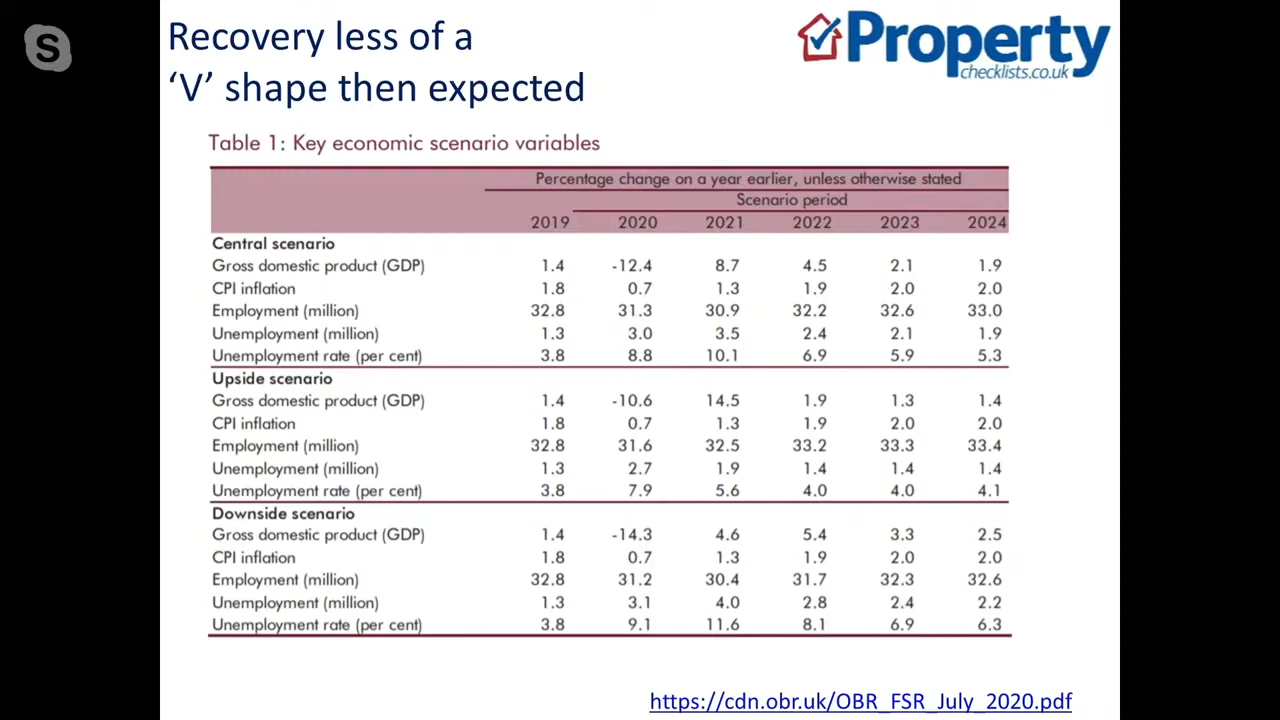 S
Recovery less of a
‘V’ shape then expected
Property
checklists.co.uk
Table 1: Key economic scenario variables
Percentage change on a year earlier, unless otherwise stated
Scenario period
2019 2020 2021 2022 2023 2024
Central scenario
Gross domestic product (GDP) 1.4 -12.4 8.7 4.5 2.1 1.9
CPI inflation 1.8 0.7 1.3 1.9 2.0 2.0
Employment (million) 32.8 31.3 30.9 32.2 32.6 33.0
Unemployment (million) 1.3 3.0 3.5 2.4 2.1 1.9
Unemployment rate (per cent) 3.8 8.8 10.1 6.9 5.9 5.3
Upside scenario
Gross domestic product (GDP) 1.4 -10.6 14.5 1.9 1.3 1.4
CPI inflation 1.8 0.7 1.3 1.9 2.0 2.0
Employment (million) 32.8 31.6 32.5 33.2 33.3 33.4
Unemployment (million) 1.3 2.7 1.9 1.4 1.4 1.4
Unemployment rate (per cent) 3.8 7.9 5.6 4.0 4.0 4.1
Downside scenario
Gross domestic product (GDP) 1.4 -14.3 4.6 5.4 3.3 2.5
CPI inflation 1.8 0.7 1.3 1.9 2.0 2.0
Employment (million) 32.8 31.2 30.4 31.7 32.3 32.6
Unemployment (million) 1.3 3.1 4.0 2.8 2.4 2.2
Unemployment rate (per cent) 3.8 9.1 11.6 8.1 6.9 6.3
https://cdn.obr.uk/OBR_FSR_July_2020.pdf